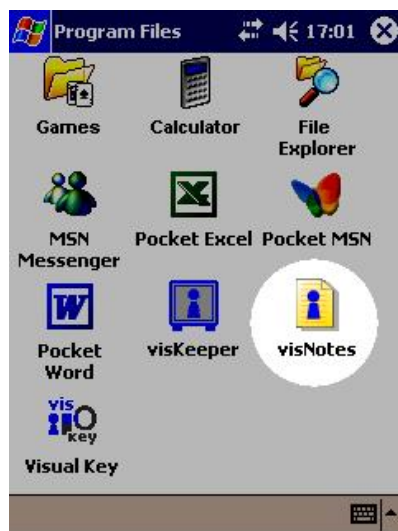 Program Files 17:01
Games Calculator File
Explorer
MSN Pocket Excel Pocket MSN
Messenger
Pocket visKeeper visNotes
Word
vis
key
Visual Key